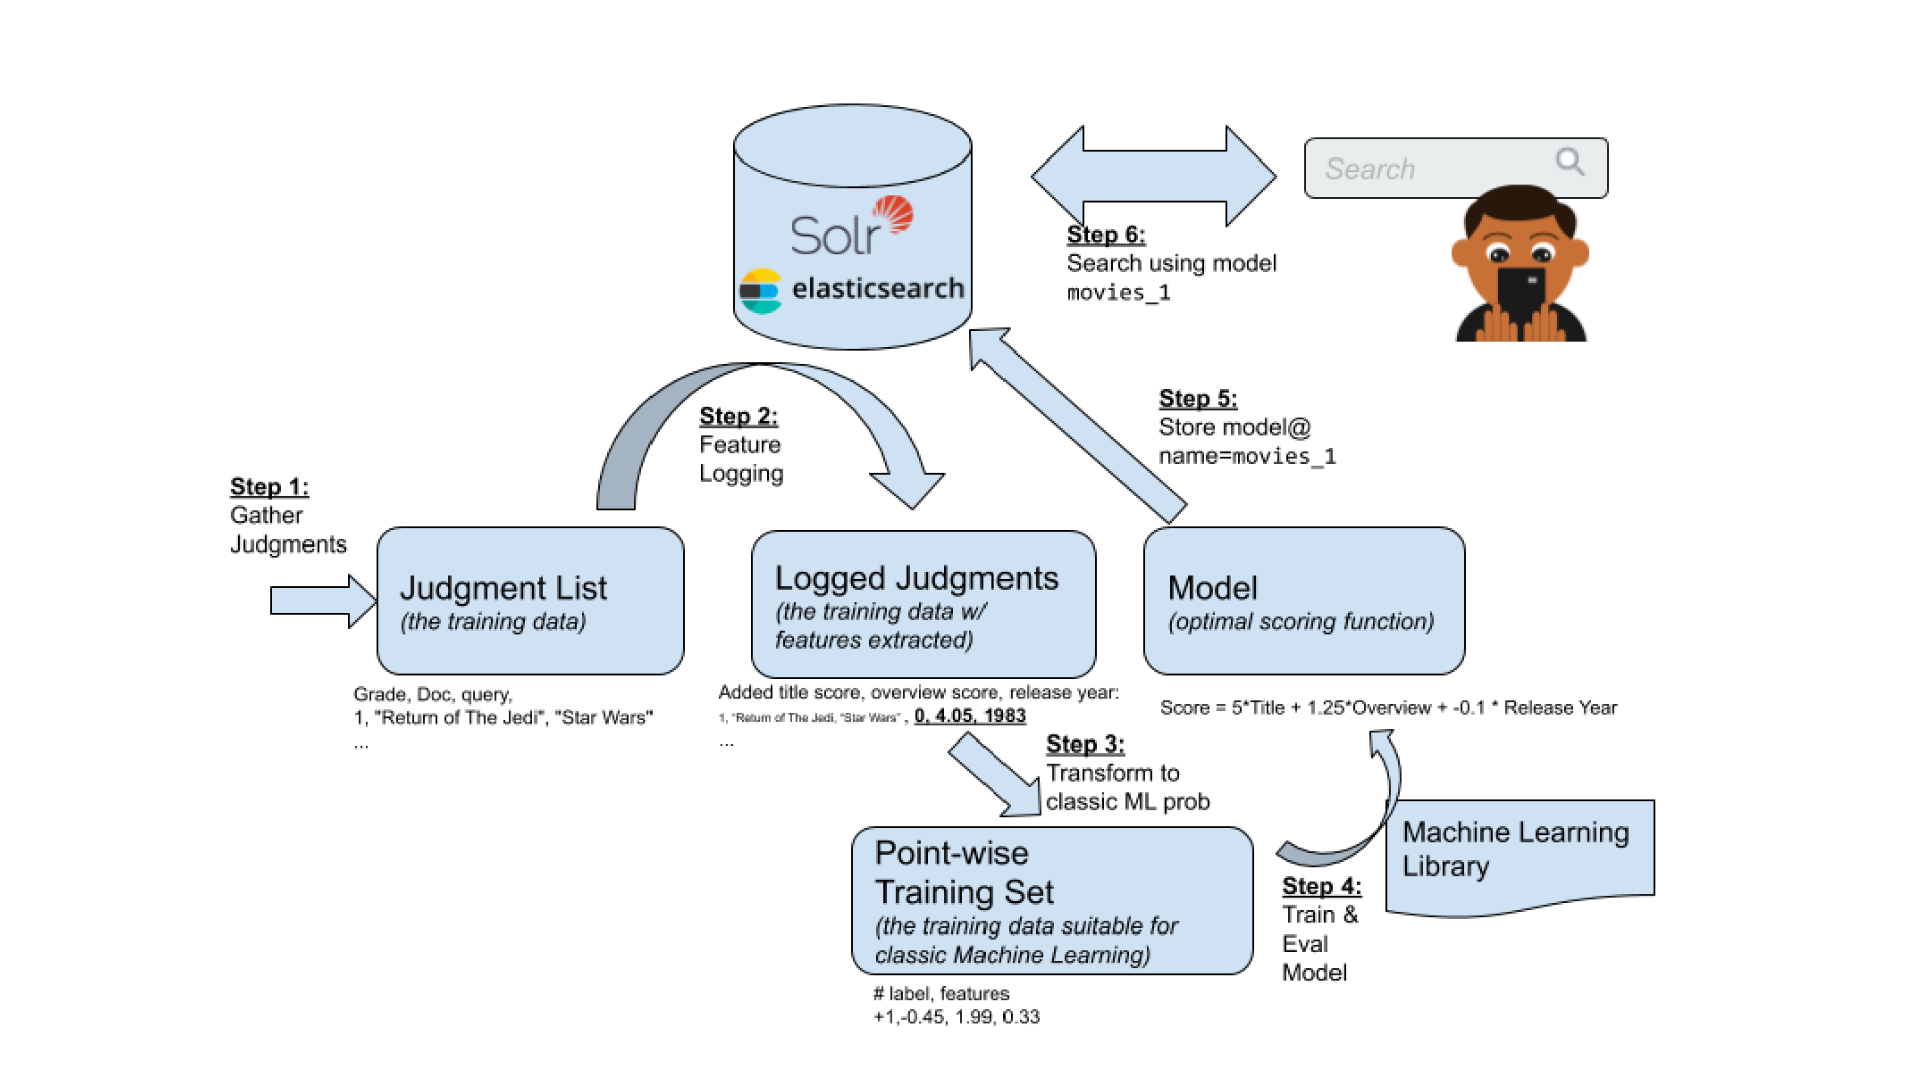 Solr
elasticsearch
Search
Step 6:
Search using model
movies_1
Step 5:
Store model@
name=movies_1
Step 2:
Feature
Logging
Step 1:
Gather
Judgments
Judgment List
(the training data)
Grade, Doc, query,
1, "Return of The Jedi", "Star Wars"
...
Logged Judgments
(the training data w/
features extracted)
Added title score, overview score, release year:
1, "Return of The Jedi, "Star Wars" , 0, 4.05, 1983
...
Model
(optimal scoring function)
Score = 5*Title + 1.25*Overview + -0.1 * Release Year
Step 3:
Transform to
classic ML prob
Point-wise
Training Set
(the training data suitable for
classic Machine Learning)
# label, features
+1,-0.45, 1.99, 0.33
Step 4:
Train &
Eval
Model
Machine Learning
Library